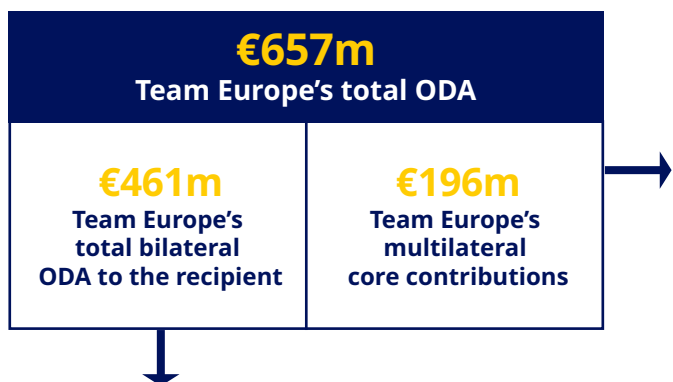 €657m
Team Europe’s total ODA
€461m
Team Europe’s
total bilateral
ODA to the recipient
€196m
Team Europe’s
multilateral
core contributions